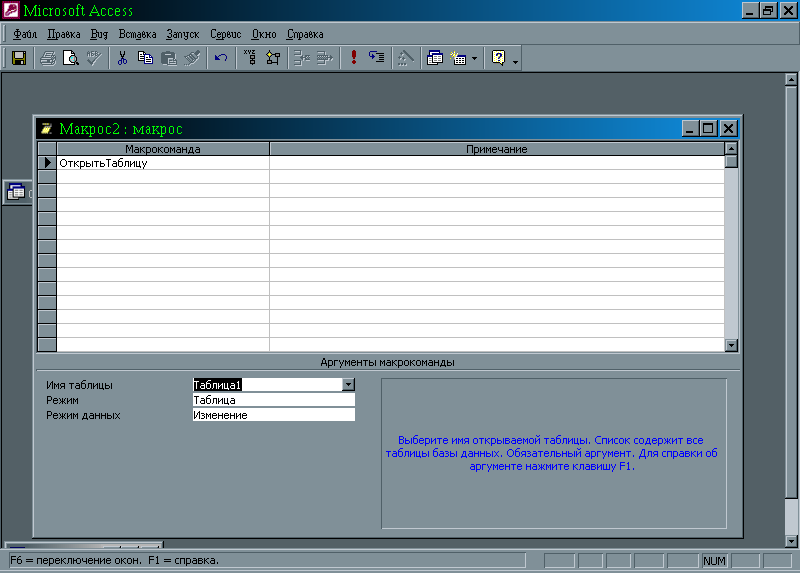 Microsoft Access
Файл Правка Вид Вставка Запуск Сервис Окно Справка
Макрос2 : макрос
Макрокоманда Примечание
ОткрытьТаблицу
Аргументы макрокоманды
Имя таблицы Таблица1
Режим Таблица
Режим данных Изменение
Выберите имя открываемой таблицы. Список содержит все
таблицы базы данных. Обязательный аргумент. Для справки об
аргументе нажмите клавишу F1.
F6 = переключение окон. F1 = справка. NUM